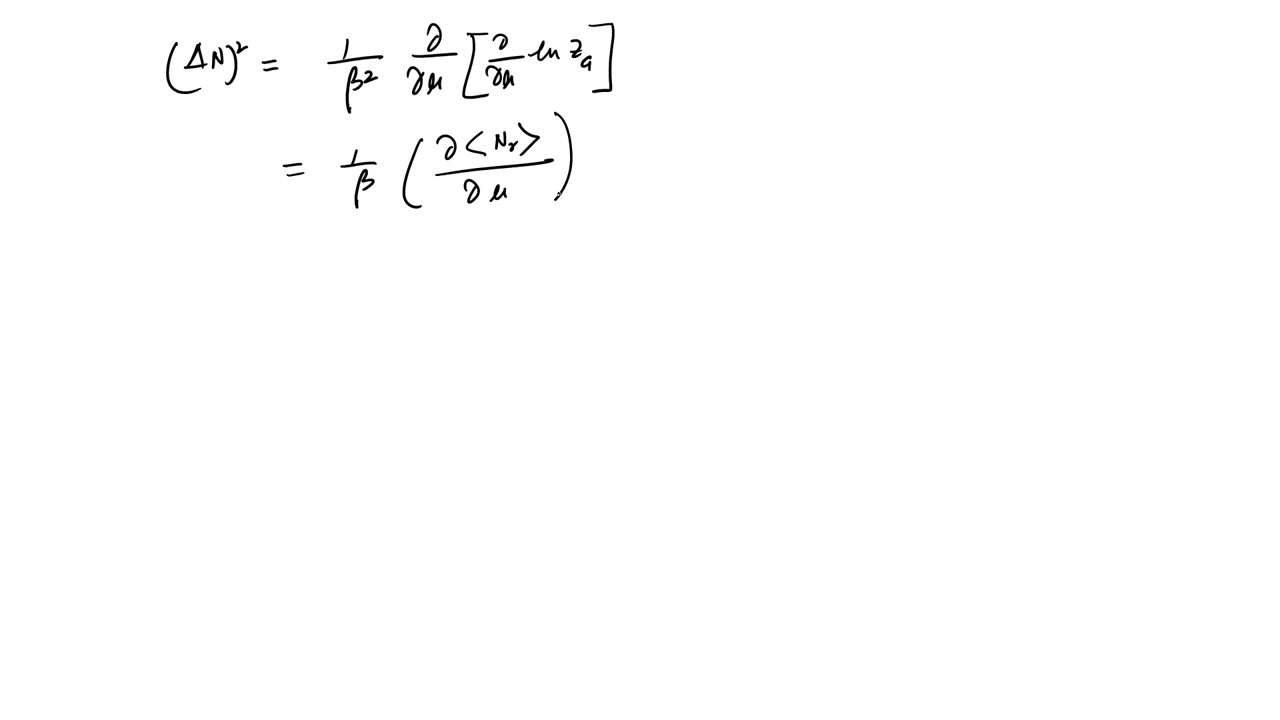 (ΔN)² = 1/β² ∂/∂μ [∂/∂μ ln Z_G]
= 1/β (∂<N_r>/∂μ)